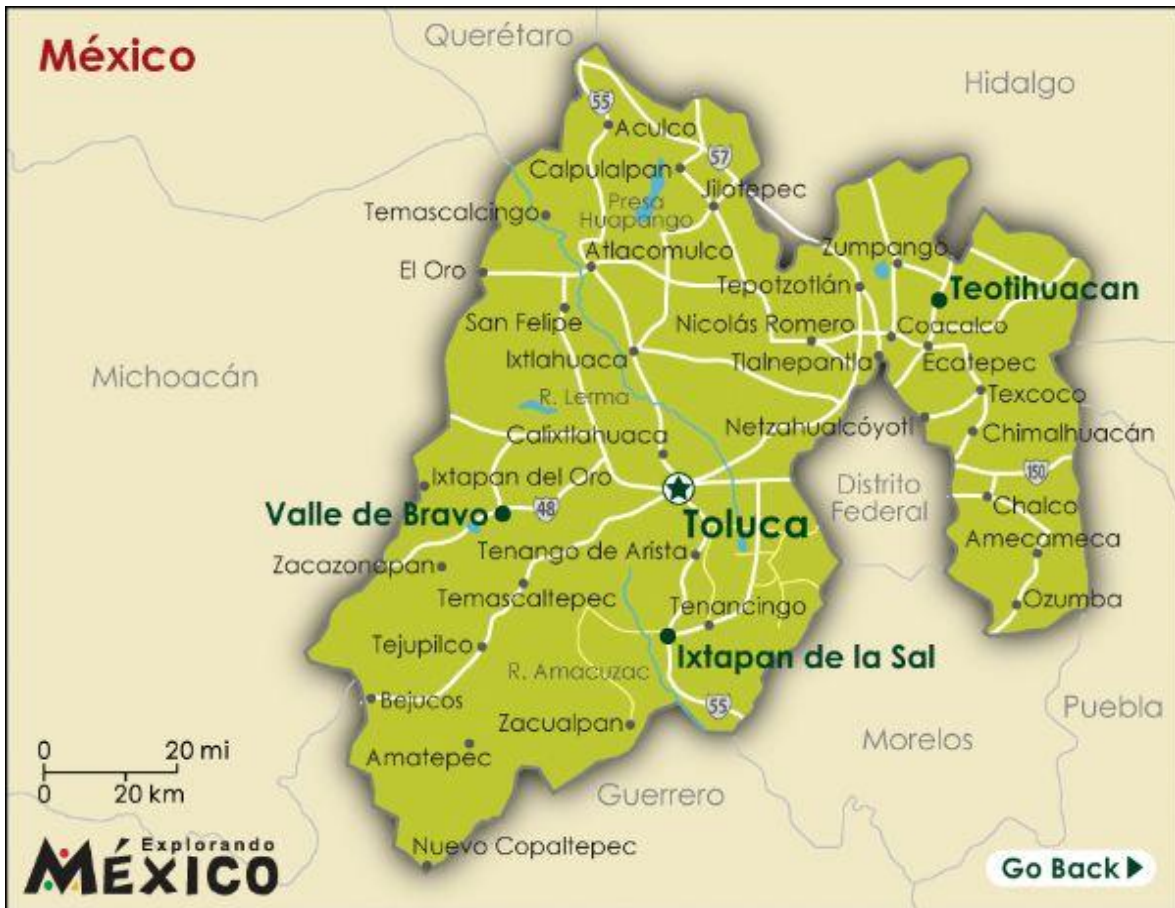 México
Querétaro
Hidalgo
55
Aculco
57
Calpulalpan
Jilotepec
Presa
Huapango
Temascalcingo
Atlacomulco
Zumpango
El Oro
Tepotzotlán
Teotihuacan
San Felipe
Nicolás Romero
Coacalco
Ixtlahuaca
Tlalnepantla
Ecatepec
Michoacán
R. Lerma
Texcoco
Netzahualcóyotl
Calixtlahuaca
Chimalhuacán
Ixtapan del Oro
150
Distrito
Federal
Valle de Bravo
48
Toluca
Chalco
Tenango de Arista
Amecameca
Zacazonapan
Temascaltepec
Tenancingo
Ozumba
Tejupilco
Ixtapan de la Sal
R. Amacuzac
Bejucos
55
Puebla
Zacualpan
Amatepec
Morelos
0 20 mi
0 20 km
Guerrero
Nuevo Copaltepec
Explorando
MÉXICO
Go Back